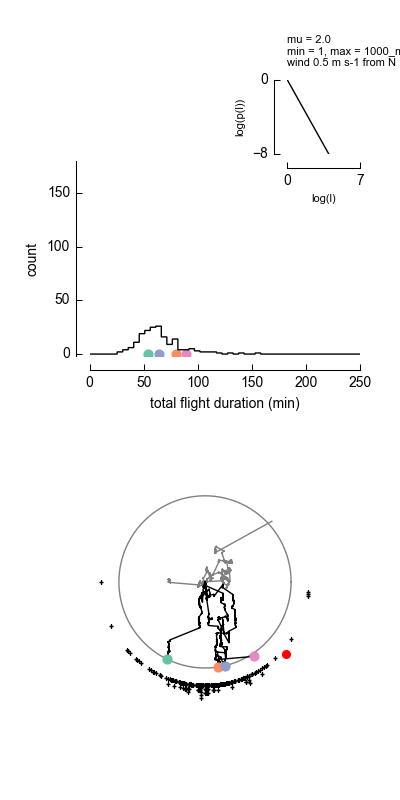 mu = 2.0
min = 1, max = 1000_m
wind 0.5 m s-1 from N
0
−8
log(p(l))
0 7
log(l)
150
100
50
0
count
0 50 100 150 200 250
total flight duration (min)